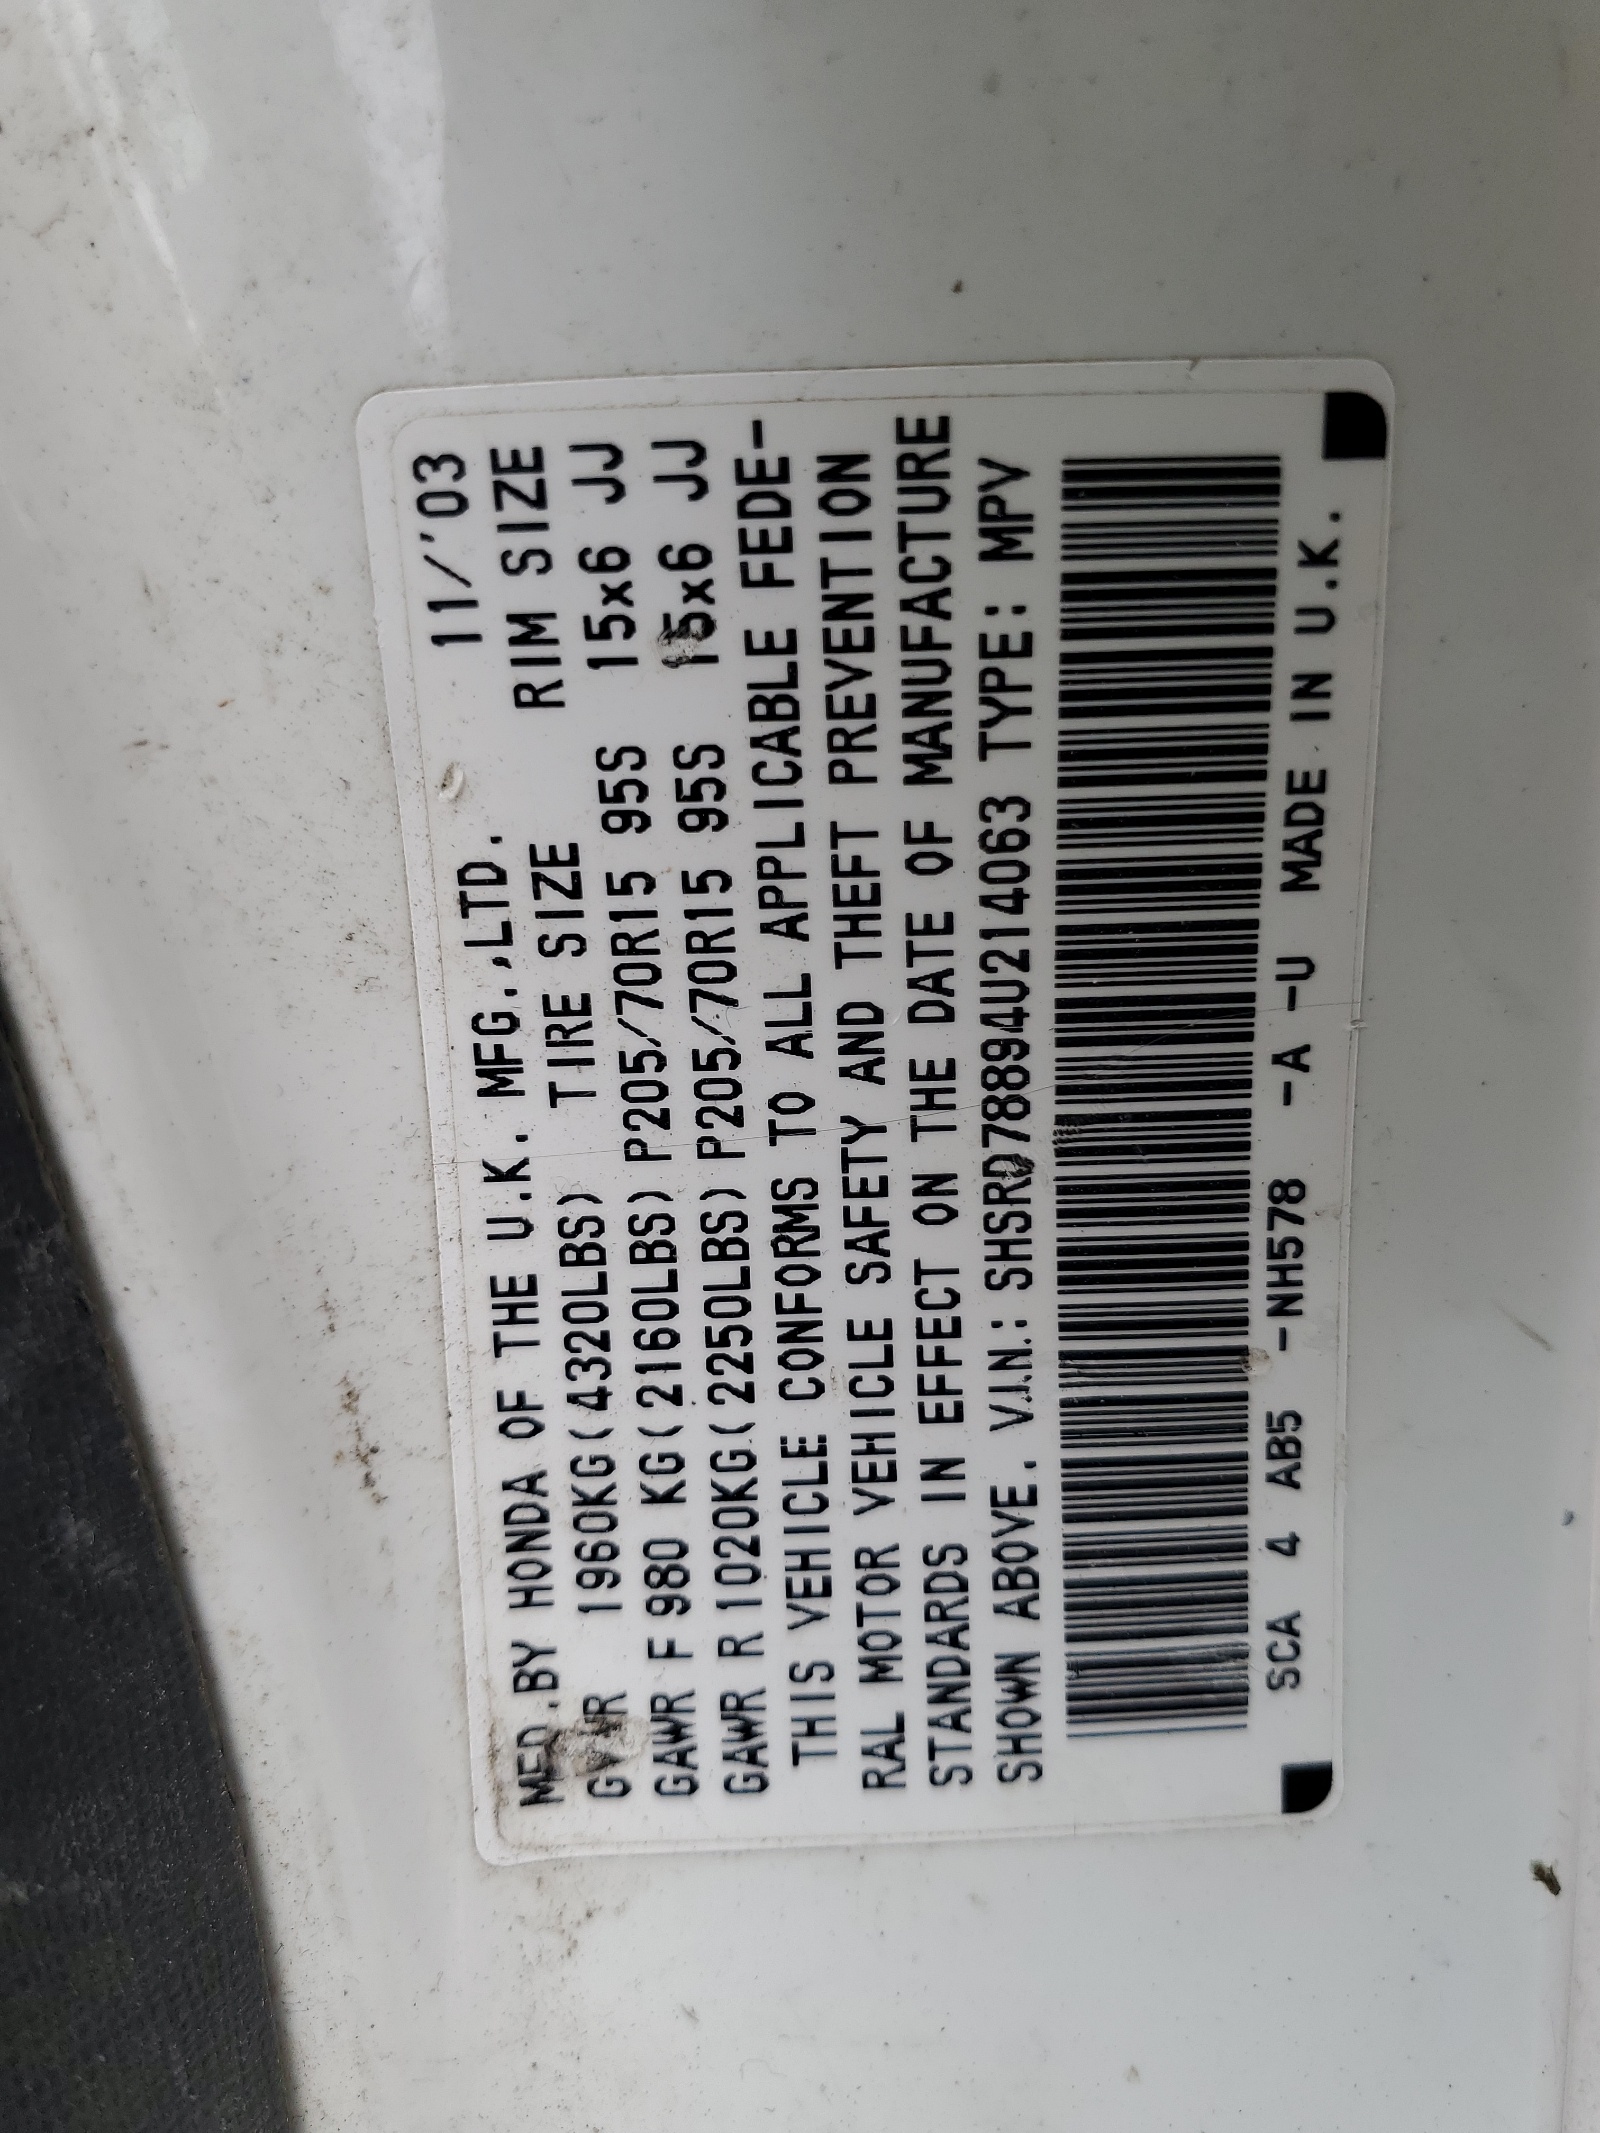 MFD.BY HONDA OF THE U.K. MFG.,LTD. 11/'03
GVWR 1960KG(4320LBS) TIRE SIZE RIM SIZE
GAWR F 980 KG(2160LBS) P205/70R15 95S 15x6 JJ
GAWR R 1020KG(2250LBS) P205/70R15 95S 15x6 JJ
THIS VEHICLE CONFORMS TO ALL APPLICABLE FEDE-
RAL MOTOR VEHICLE SAFETY AND THEFT PREVENTION
STANDARDS IN EFFECT ON THE DATE OF MANUFACTURE
SHOWN ABOVE. V.I.N.: SHSRD78894U214063 TYPE: MPV
SCA 4 AB5 -NH578 -A -U MADE IN U.K.